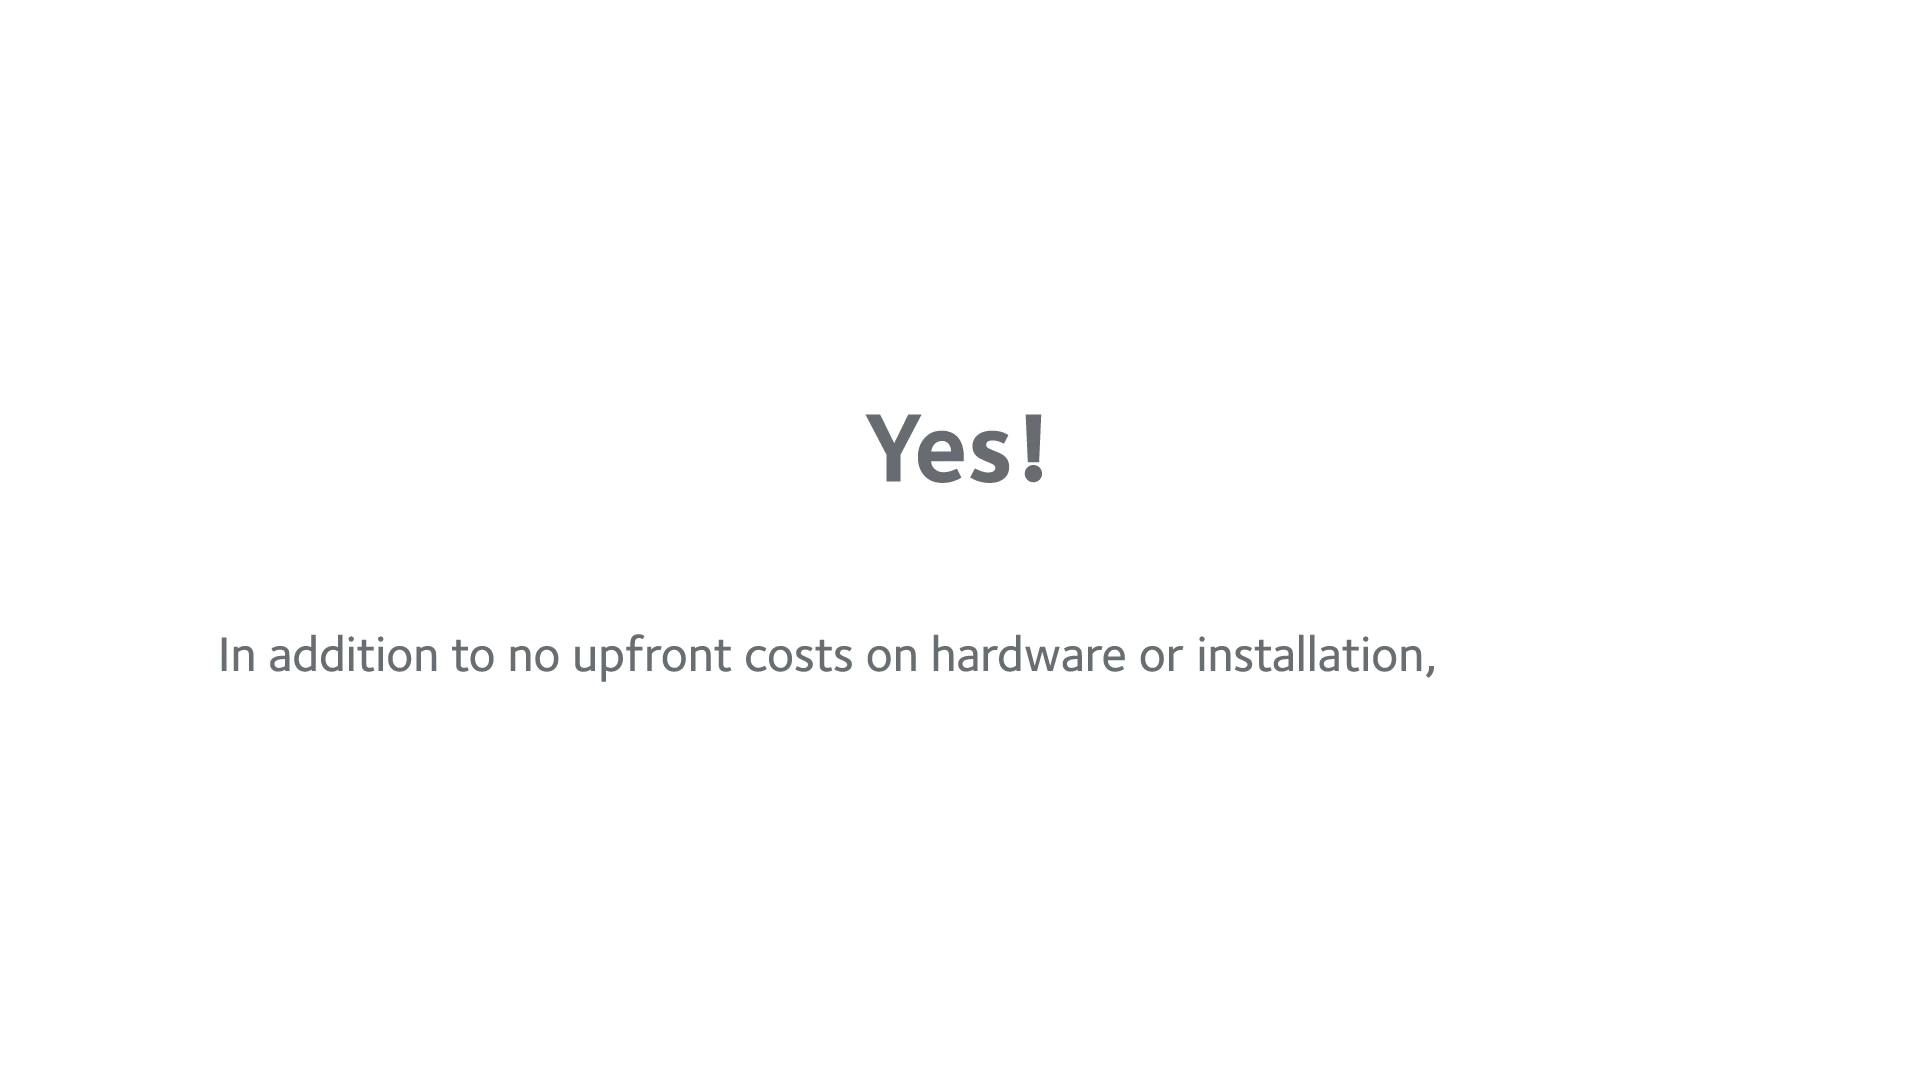 Yes!
In addition to no upfront costs on hardware or installation,